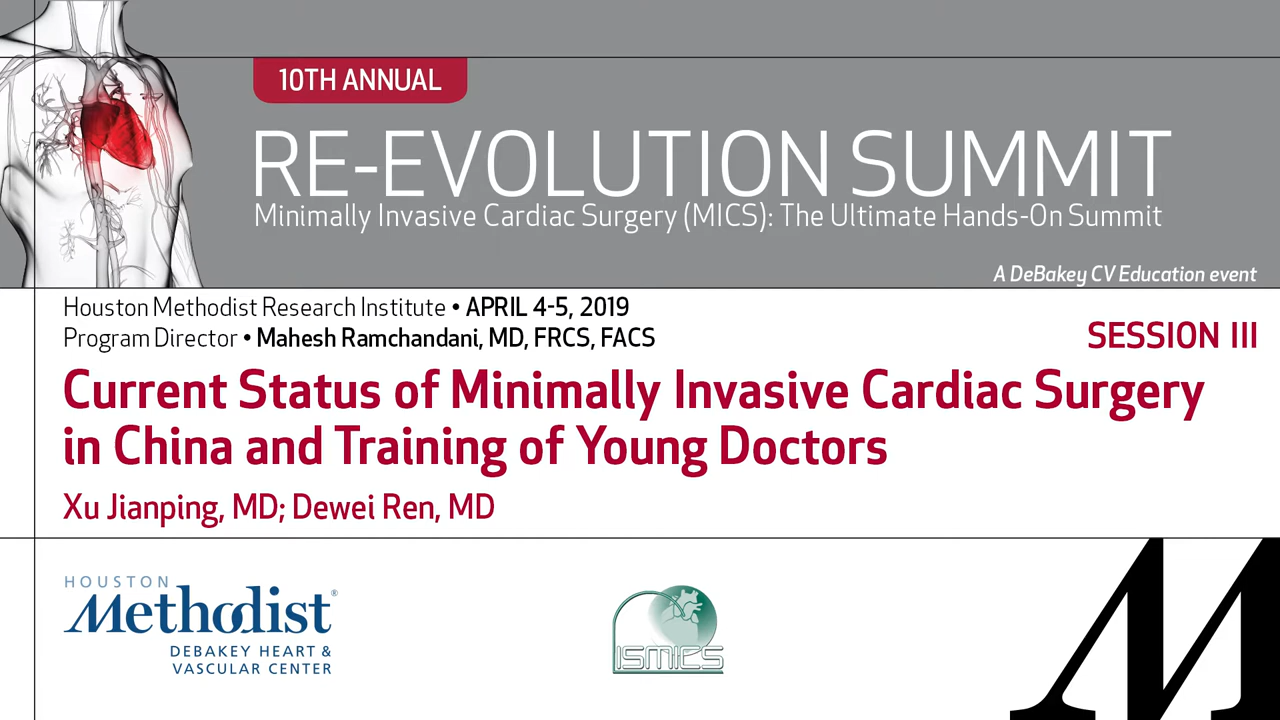 10TH ANNUAL
RE-EVOLUTION SUMMIT
Minimally Invasive Cardiac Surgery (MICS): The Ultimate Hands-On Summit
A DeBakey CV Education event
Houston Methodist Research Institute • APRIL 4-5, 2019
Program Director • Mahesh Ramchandani, MD, FRCS, FACS
SESSION III
Current Status of Minimally Invasive Cardiac Surgery
in China and Training of Young Doctors
Xu Jianping, MD; Dewei Ren, MD
HOUSTON
Methodist®
DEBAKEY HEART &
VASCULAR CENTER
ISMICS
M